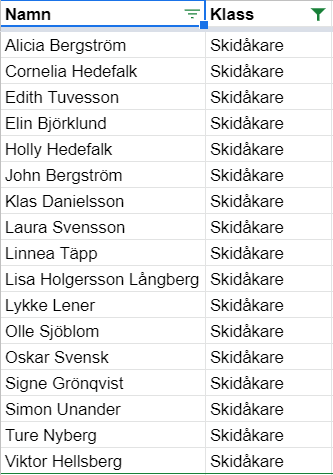 Namn Klass
Alicia Bergström Skidåkare
Cornelia Hedefalk Skidåkare
Edith Tuvesson Skidåkare
Elin Björklund Skidåkare
Holly Hedefalk Skidåkare
John Bergström Skidåkare
Klas Danielsson Skidåkare
Laura Svensson Skidåkare
Linnea Täpp Skidåkare
Lisa Holgersson Långberg Skidåkare
Lykke Lener Skidåkare
Olle Sjöblom Skidåkare
Oskar Svensk Skidåkare
Signe Grönqvist Skidåkare
Simon Unander Skidåkare
Ture Nyberg Skidåkare
Viktor Hellsberg Skidåkare